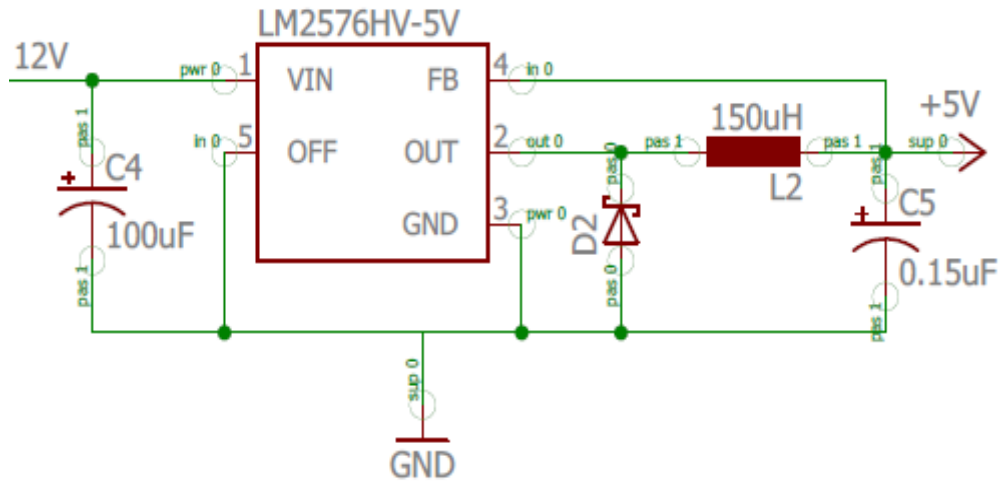 LM2576HV-5V
12V
pwr 0
1
VIN
FB
4
in 0
pas 1
in 0
5
OFF
OUT
2
out 0
pas 0
pas 1
150uH
pas 1
L2
pas 1
+5V
sup 0
C4
100uF
pas 1
GND
3
pwr 0
D2
pas 0
C5
0.15uF
pas 1
sup 0
GND